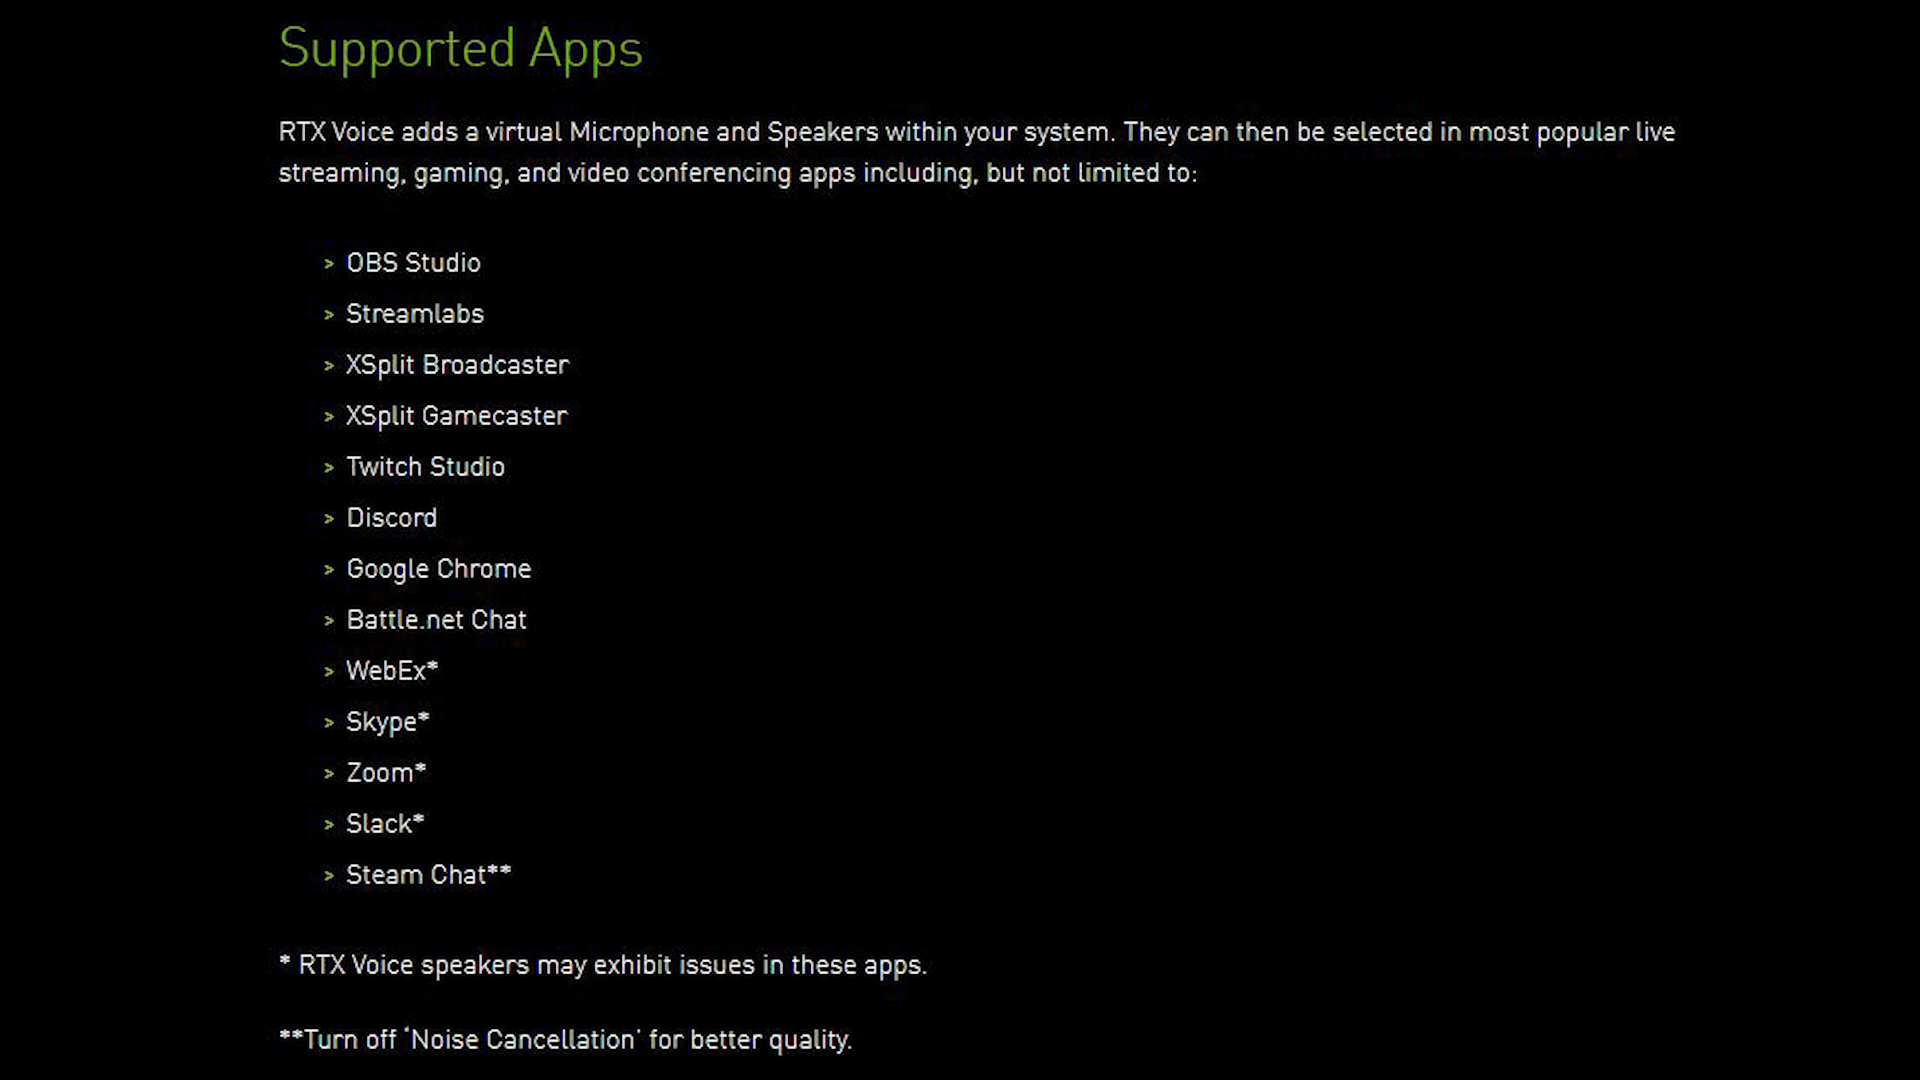 Supported Apps
RTX Voice adds a virtual Microphone and Speakers within your system. They can then be selected in most popular live
streaming, gaming, and video conferencing apps including, but not limited to:
> OBS Studio
> Streamlabs
> XSplit Broadcaster
> XSplit Gamecaster
> Twitch Studio
> Discord
> Google Chrome
> Battle.net Chat
> WebEx*
> Skype*
> Zoom*
> Slack*
> Steam Chat**
* RTX Voice speakers may exhibit issues in these apps.
**Turn off ‘Noise Cancellation’ for better quality.